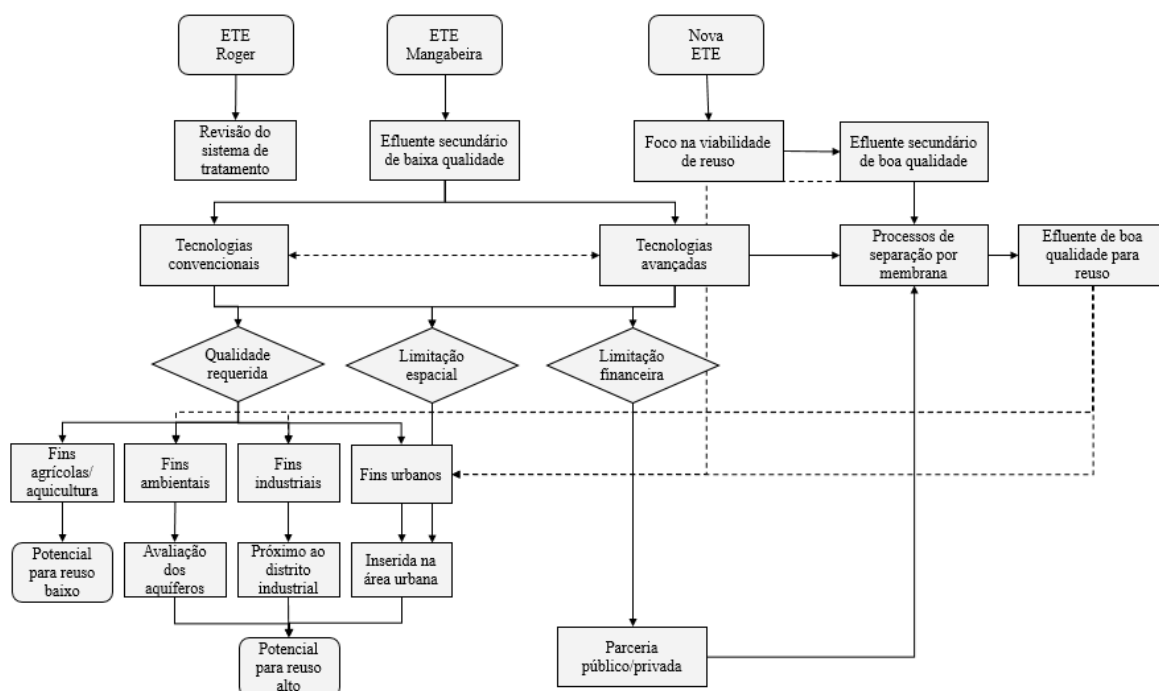 ETE
Roger
ETE
Mangabeira
Nova
ETE
Revisão do
sistema de
tratamento
Efluente secundário
de baixa qualidade
Foco na viabilidade
de reuso
Efluente secundário
de boa qualidade
Tecnologias
convencionais
Tecnologias
avançadas
Processos de
separação por
membrana
Efluente de boa
qualidade para
reuso
Qualidade
requerida
Limitação
espacial
Limitação
financeira
Fins
agrícolas/
aquicultura
Fins
ambientais
Fins
industriais
Fins urbanos
Potencial
para reuso
baixo
Avaliação
dos
aquíferos
Próximo ao
distrito
industrial
Inserida na
área urbana
Potencial
para reuso
alto
Parceria
público/privada